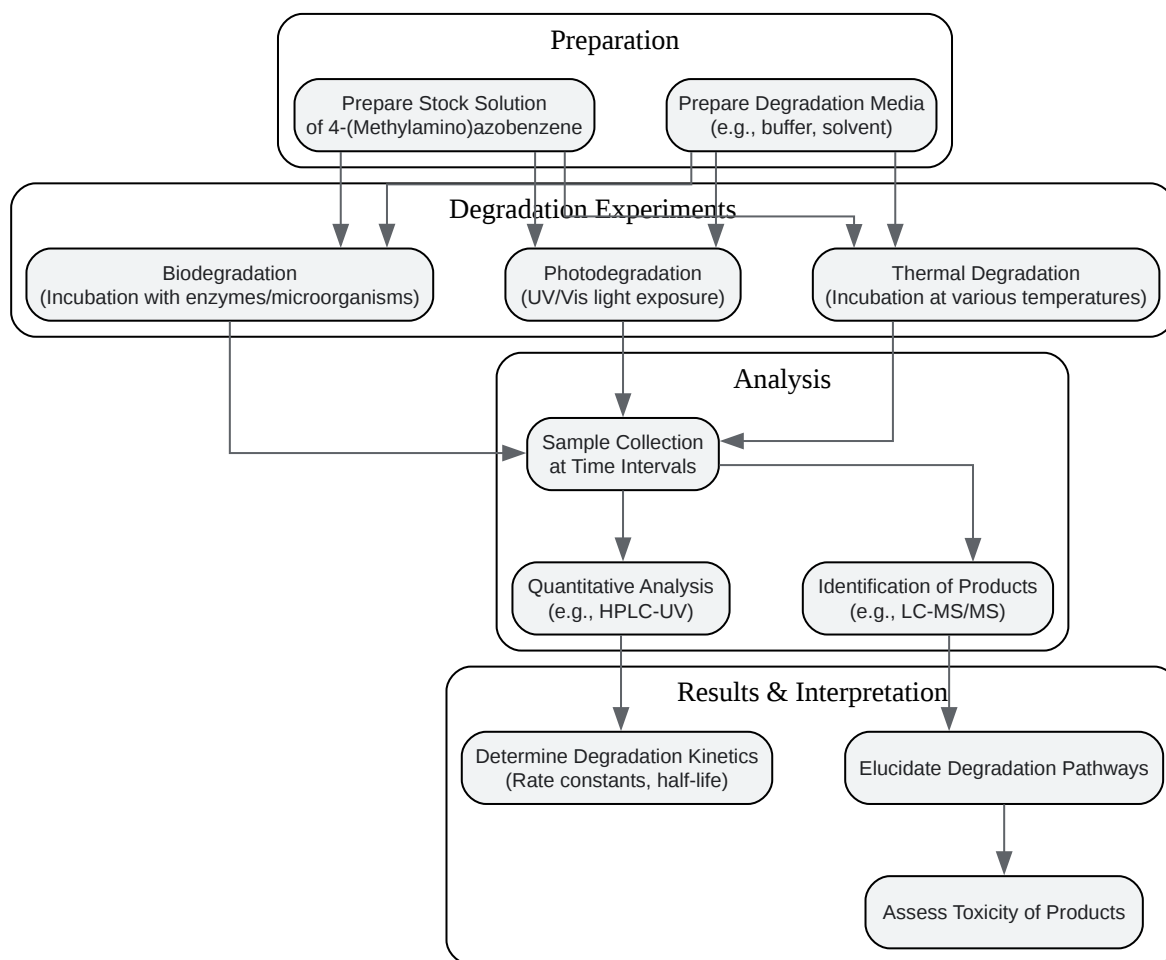 Preparation
Prepare Stock Solution
of 4-(Methylamino)azobenzene
Prepare Degradation Media
(e.g., buffer, solvent)
Degradation Experiments
Biodegradation
(Incubation with enzymes/microorganisms)
Photodegradation
(UV/Vis light exposure)
Thermal Degradation
(Incubation at various temperatures)
Analysis
Sample Collection
at Time Intervals
Quantitative Analysis
(e.g., HPLC-UV)
Identification of Products
(e.g., LC-MS/MS)
Results & Interpretation
Determine Degradation Kinetics
(Rate constants, half-life)
Elucidate Degradation Pathways
Assess Toxicity of Products